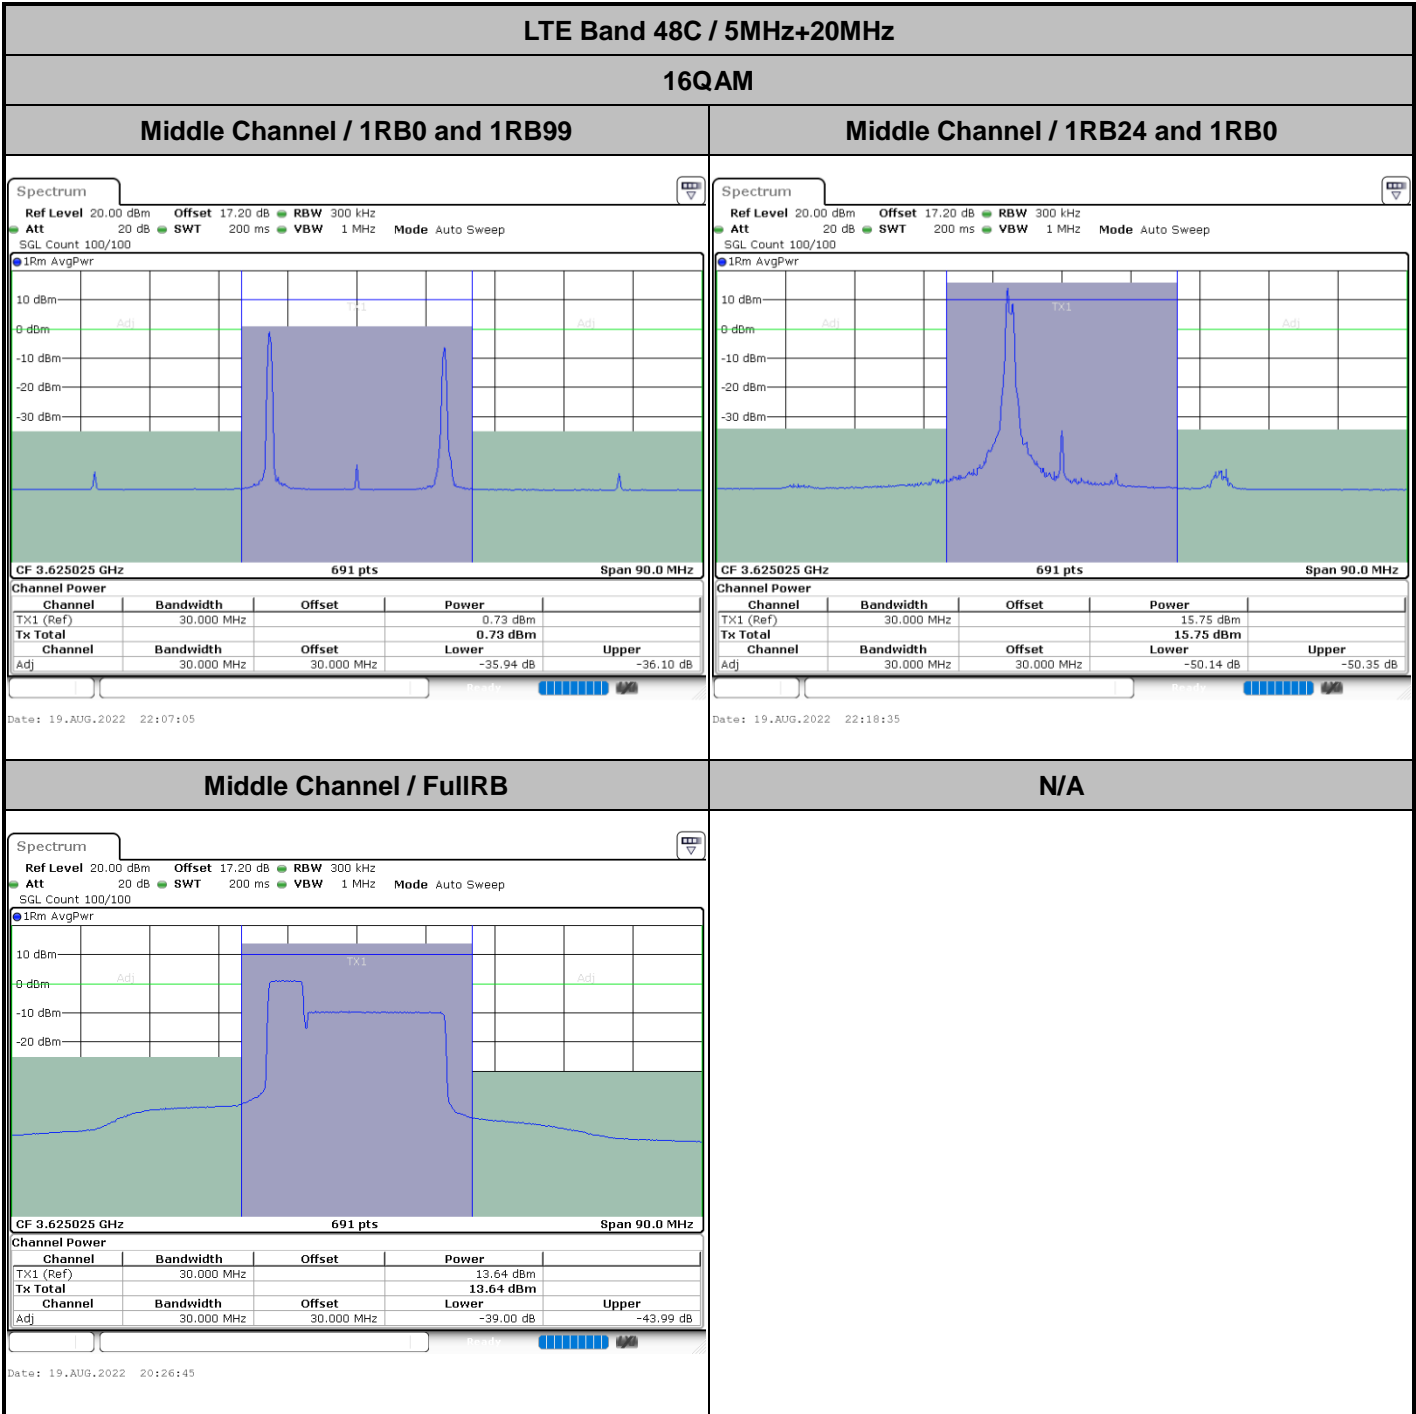 LTE Band 48C / 5MHz+20MHz
16QAM
Middle Channel / 1RB0 and 1RB99
Middle Channel / 1RB24 and 1RB0
Spectrum
Ref Level 20.00 dBm Offset 17.20 dB RBW 300 kHz
Att 20 dB SWT 200 ms VBW 1 MHz Mode Auto Sweep
SGL Count 100/100
1Rm AvgPwr
10 dBm
TX1
Adj
Adj
0 dBm
-10 dBm
-20 dBm
-30 dBm
CF 3.625025 GHz 691 pts Span 90.0 MHz
Channel Power
Channel Bandwidth Offset Power
TX1 (Ref) 30.000 MHz 0.73 dBm
Tx Total 0.73 dBm
Channel Bandwidth Offset Lower Upper
Adj 30.000 MHz 30.000 MHz -35.94 dB -36.10 dB
Ready
Date: 19.AUG.2022 22:07:05
Spectrum
Ref Level 20.00 dBm Offset 17.20 dB RBW 300 kHz
Att 20 dB SWT 200 ms VBW 1 MHz Mode Auto Sweep
SGL Count 100/100
1Rm AvgPwr
10 dBm
TX1
Adj
Adj
0 dBm
-10 dBm
-20 dBm
-30 dBm
CF 3.625025 GHz 691 pts Span 90.0 MHz
Channel Power
Channel Bandwidth Offset Power
TX1 (Ref) 30.000 MHz 15.75 dBm
Tx Total 15.75 dBm
Channel Bandwidth Offset Lower Upper
Adj 30.000 MHz 30.000 MHz -50.14 dB -50.35 dB
Ready
Date: 19.AUG.2022 22:18:35
Middle Channel / FullRB
N/A
Spectrum
Ref Level 20.00 dBm Offset 17.20 dB RBW 300 kHz
Att 20 dB SWT 200 ms VBW 1 MHz Mode Auto Sweep
SGL Count 100/100
1Rm AvgPwr
10 dBm
TX1
Adj
Adj
0 dBm
-10 dBm
-20 dBm
CF 3.625025 GHz 691 pts Span 90.0 MHz
Channel Power
Channel Bandwidth Offset Power
TX1 (Ref) 30.000 MHz 13.64 dBm
Tx Total 13.64 dBm
Channel Bandwidth Offset Lower Upper
Adj 30.000 MHz 30.000 MHz -39.00 dB -43.99 dB
Ready
Date: 19.AUG.2022 20:26:45